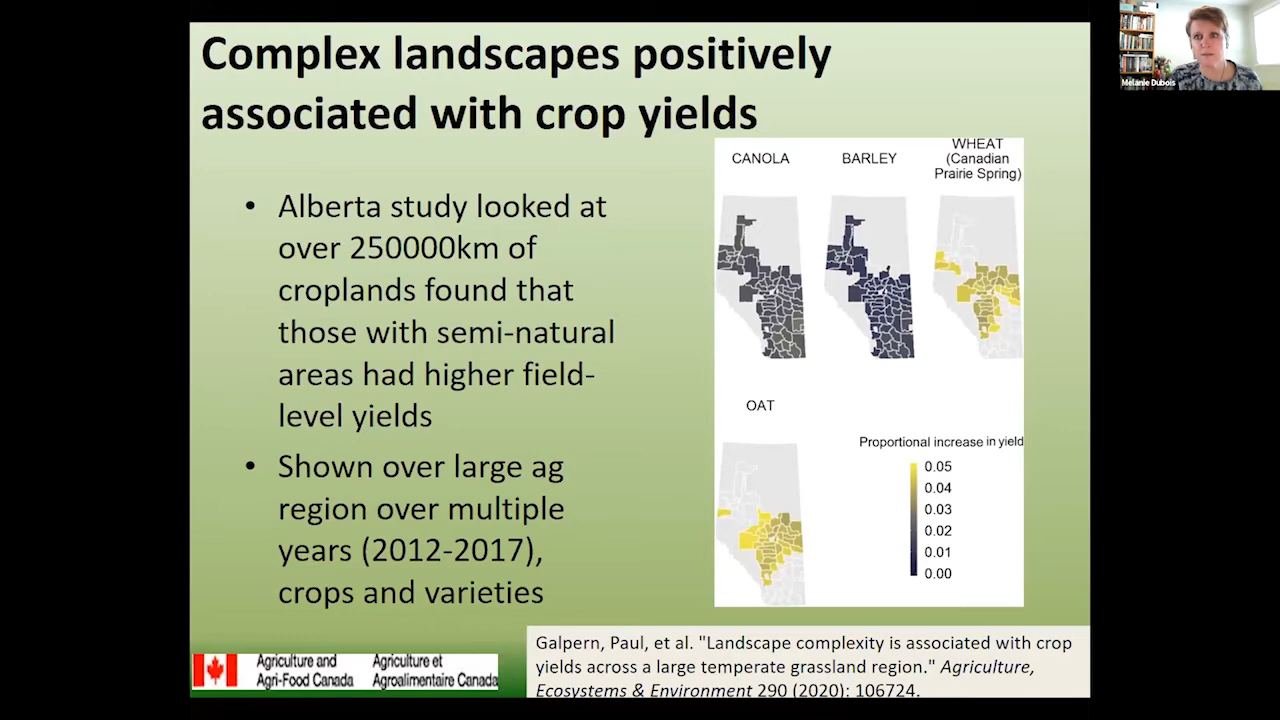 Complex landscapes positively
associated with crop yields
Melanie Dubois
• Alberta study looked at
over 250000km of
croplands found that
those with semi-natural
areas had higher field-
level yields
• Shown over large ag
region over multiple
years (2012-2017),
crops and varieties
CANOLA
BARLEY
WHEAT
(Canadian
Prairie Spring)
OAT
Proportional increase in yield
0.05
0.04
0.03
0.02
0.01
0.00
Agriculture and
Agri-Food Canada
Agriculture et
Agroalimentaire Canada
Galpern, Paul, et al. "Landscape complexity is associated with crop
yields across a large temperate grassland region." Agriculture,
Ecosystems & Environment 290 (2020): 106724.